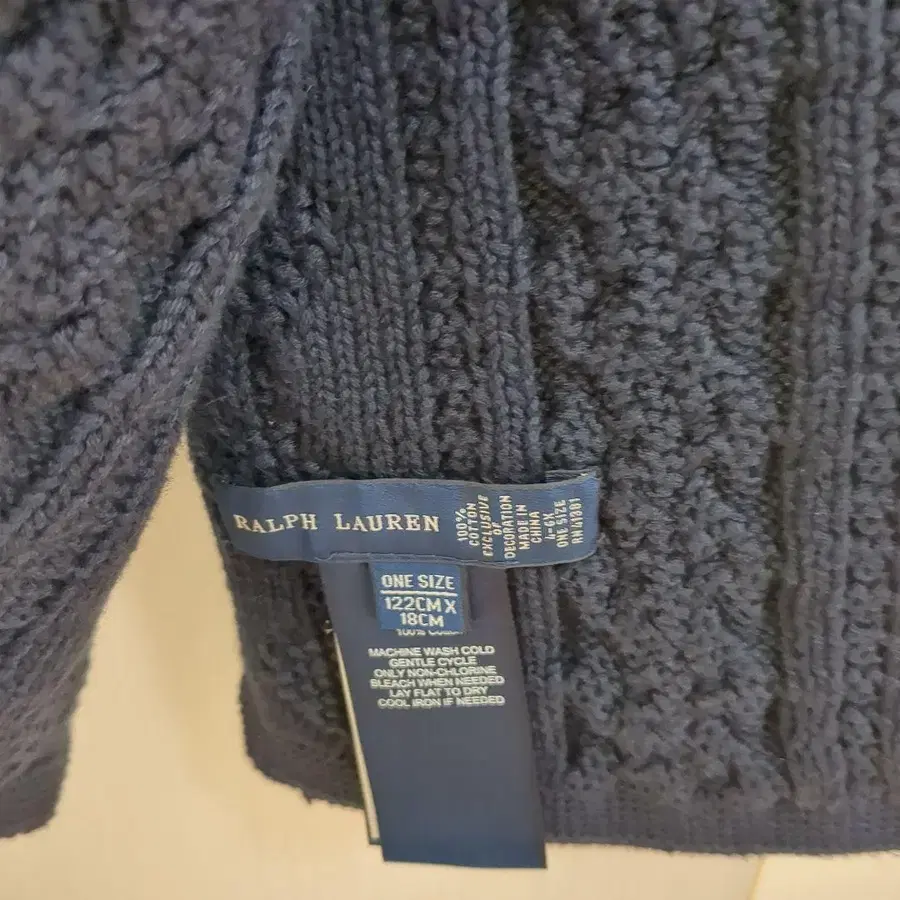 RALPH LAUREN
100%
COTTON
EXCLUSIVE
OF
DECORATION
MADE IN
CHINA
4-6X
ONE SIZE
RN41381
ONE SIZE
122CM X
18CM
100%
MACHINE WASH COLD
GENTLE CYCLE
ONLY NON-CHLORINE
BLEACH WHEN NEEDED
LAY FLAT TO DRY
COOL IRON IF NEEDED